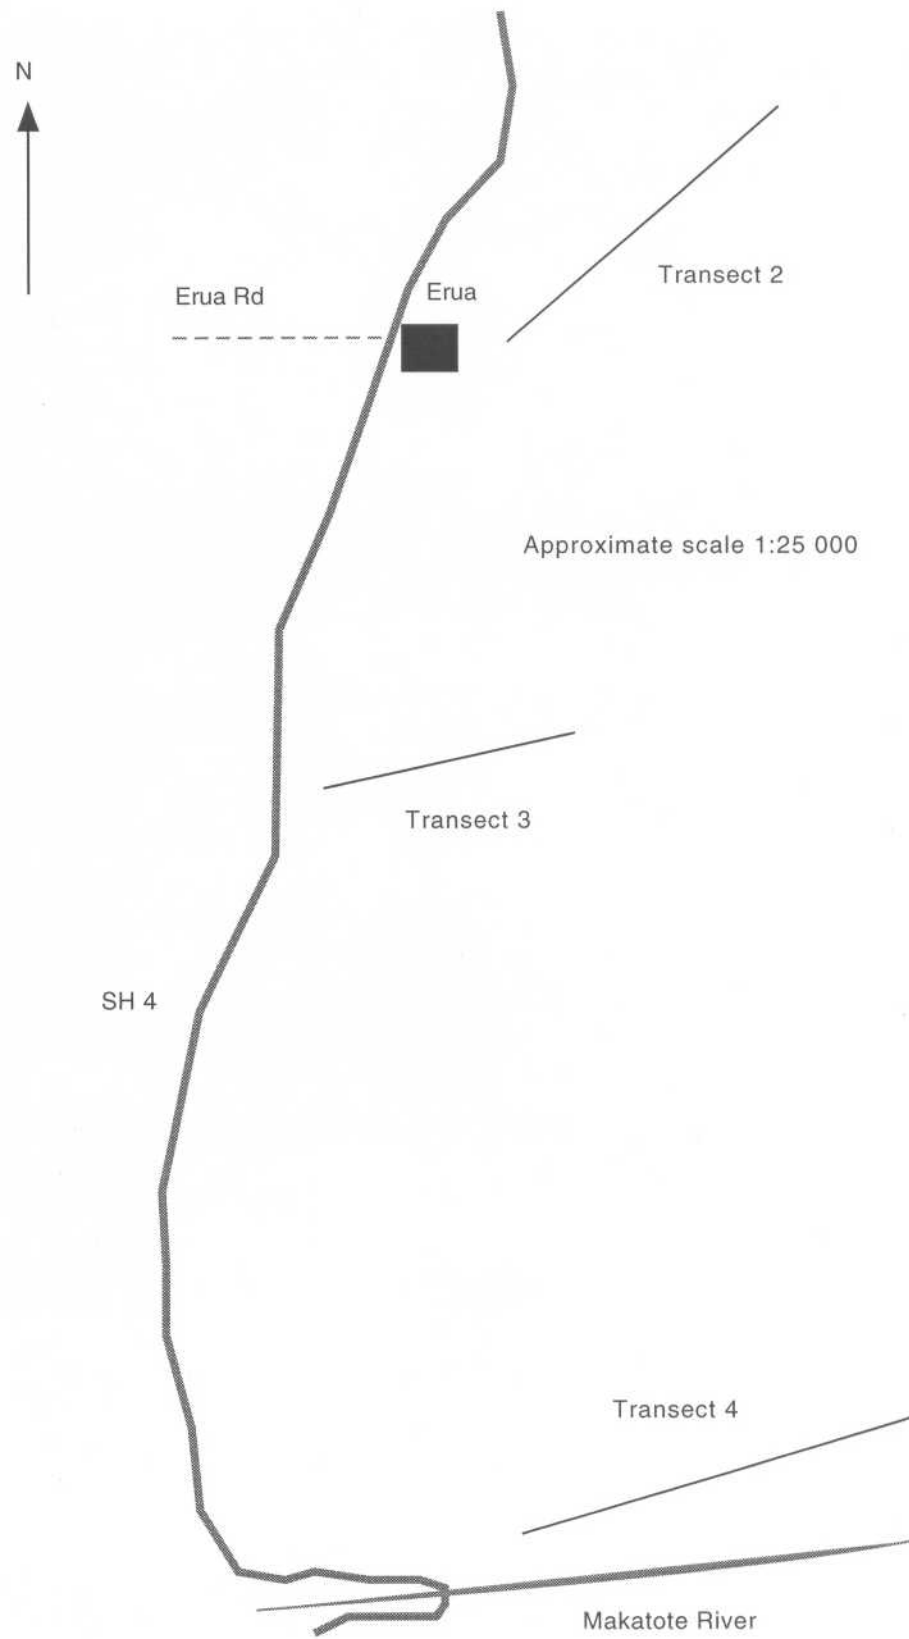 N
Transect 2
Erua Rd
Erua
Approximate scale 1:25 000
Transect 3
SH 4
Transect 4
Makatote River